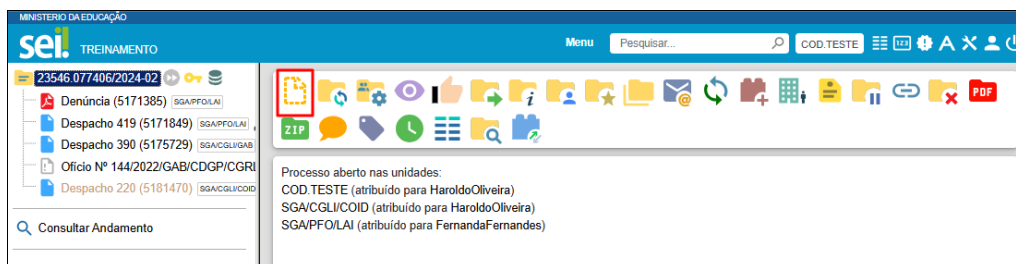 MINISTERIO DA EDUCAÇÃO
sei. TREINAMENTO
Menu Pesquisar... COD.TESTE 123
23546.077406/2024-02
Denúncia (5171385) SGA/PFO/LAI
Despacho 419 (5171849) SGA/PFO/LAI
Despacho 390 (5175729) SGA/CGLI/GAB
Ofício Nº 144/2022/GAB/CDGP/CGRL
Despacho 220 (5181470) SGA/CGLI/COID
Consultar Andamento
PDF
ZIP
Processo aberto nas unidades:
COD.TESTE (atribuído para HaroldoOliveira)
SGA/CGLI/COID (atribuído para HaroldoOliveira)
SGA/PFO/LAI (atribuído para FernandaFernandes)